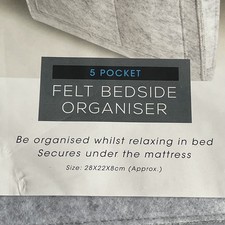 5 POCKET
FELT BEDSIDE
ORGANISER
Be organised whilst relaxing in bed
Secures under the mattress
Size: 28X22X8cm (Approx.)